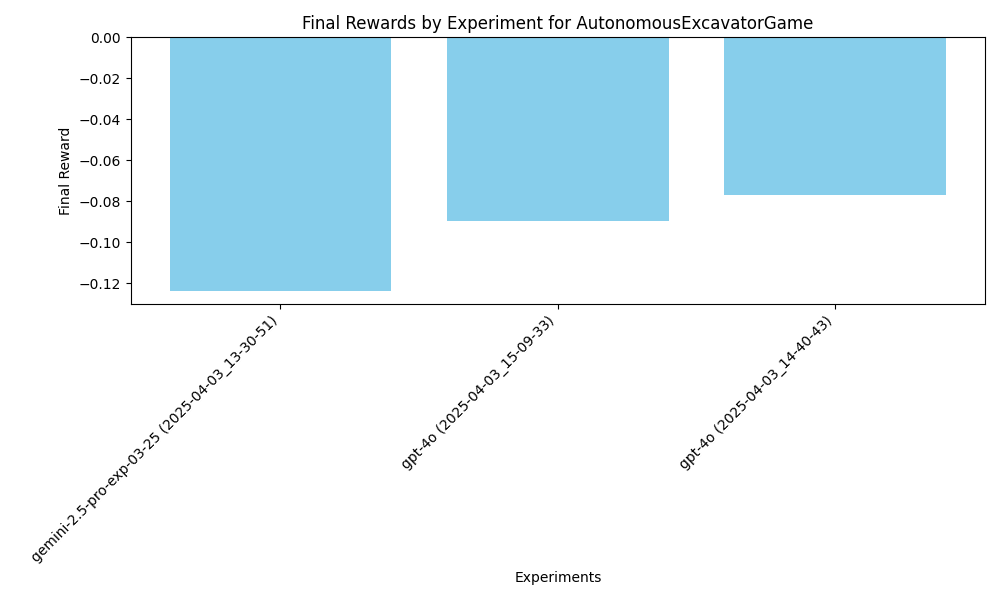 Final Rewards by Experiment for AutonomousExcavatorGame
0.00
−0.02
−0.04
−0.06
−0.08
−0.10
−0.12
Final Reward
gemini-2.5-pro-exp-03-25 (2025-04-03_13-30-51)
gpt-4o (2025-04-03_15-09-33)
gpt-4o (2025-04-03_14-40-43)
Experiments